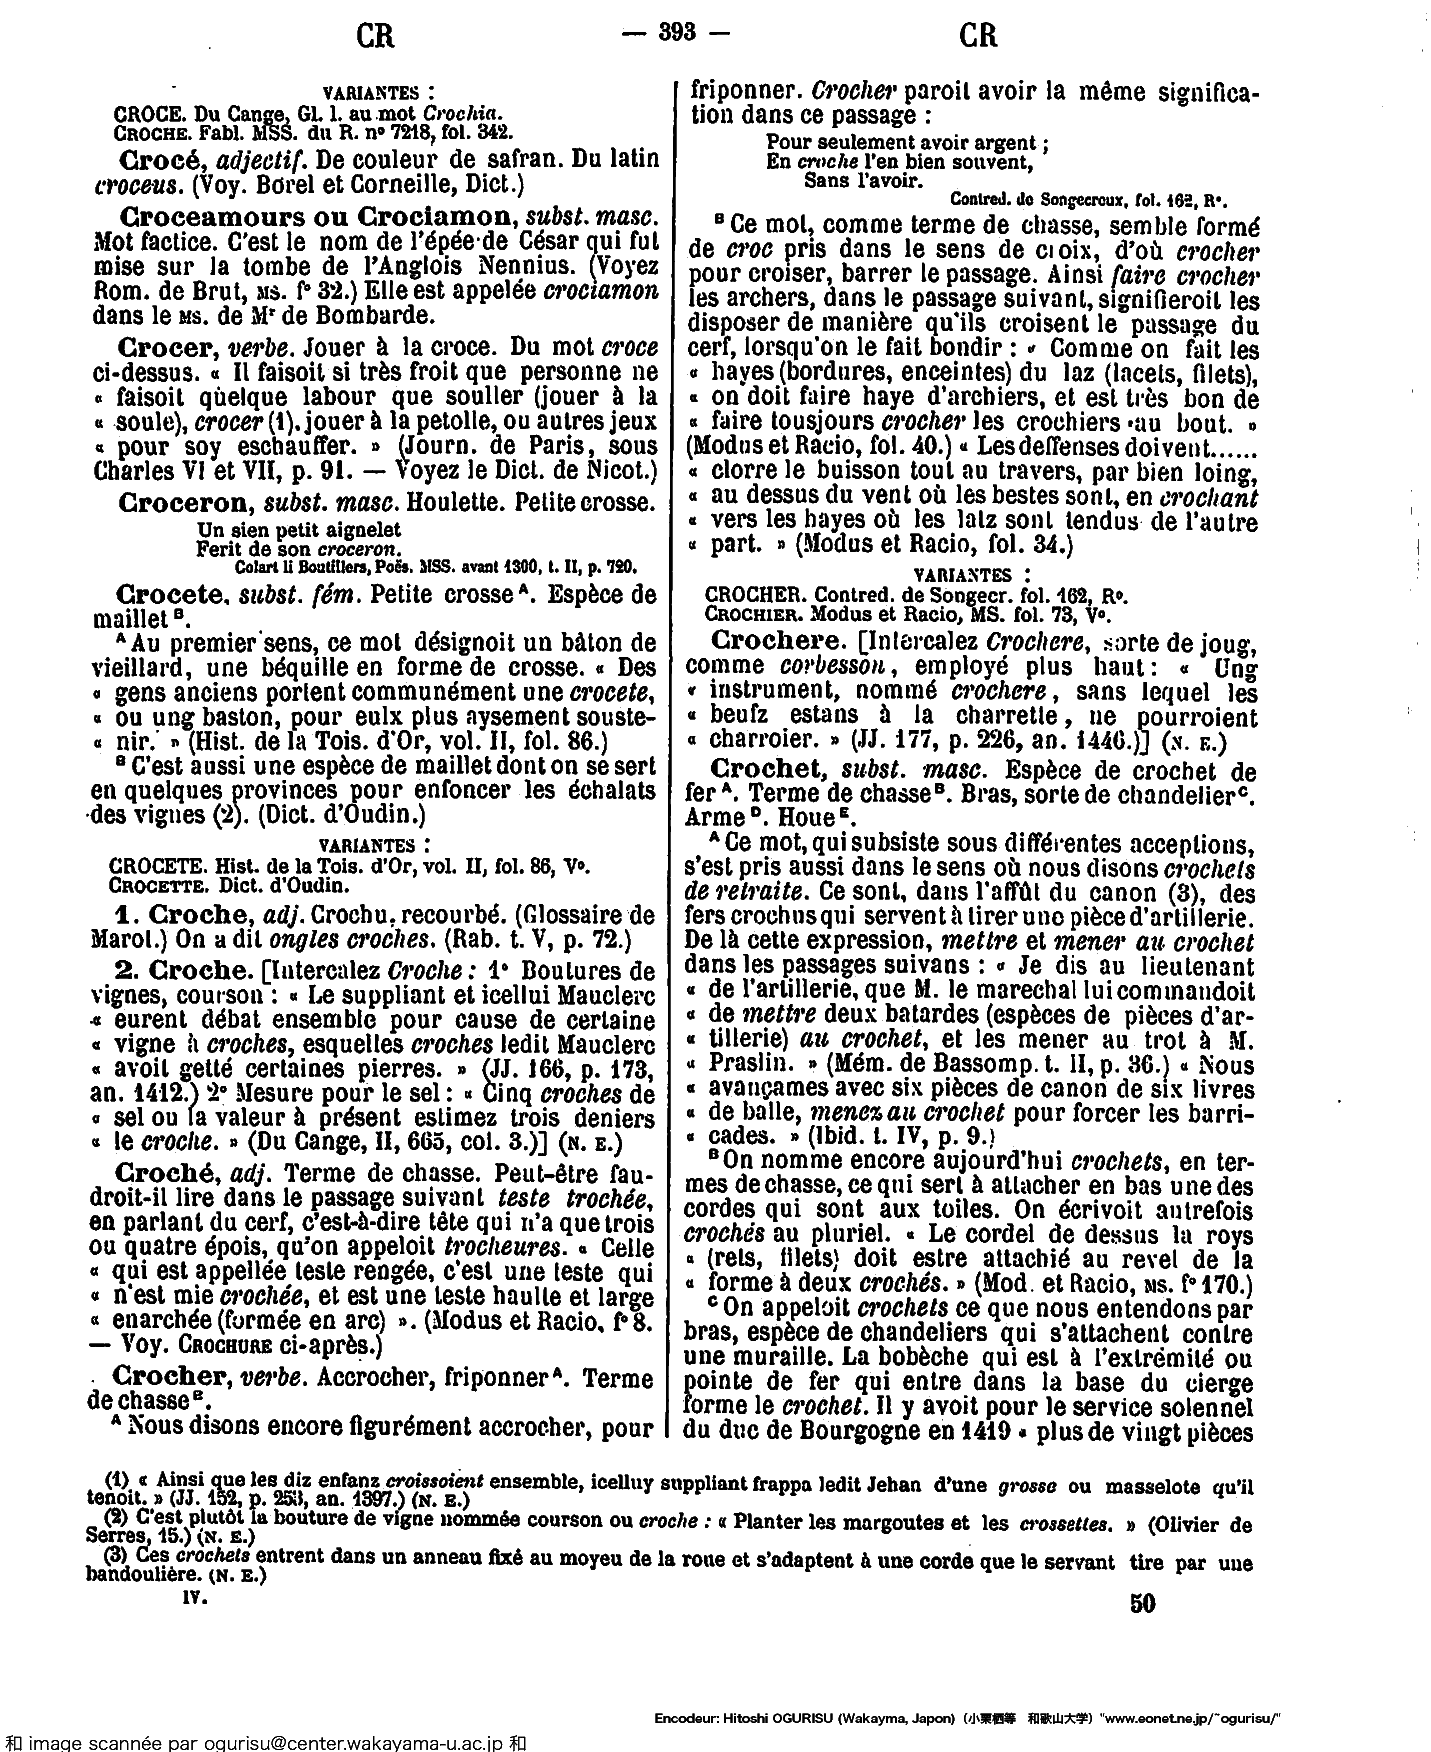 CR — 393 — CR
VARIANTES :
CROCE. Du Cange, Gl. l. au mot Crochia.
CROCHE. Fabl. MSS. du R. nº 7218, fol. 342.
Crocé, adjectif. De couleur de safran. Du latin
croceus. (Voy. Borel et Corneille, Dict.)
Croceamours ou Crociamon, subst. masc.
Mot factice. C'est le nom de l'épée de César qui fut
mise sur la tombe de l'Anglois Nennius. (Voyez
Rom. de Brut, MS. fº 32.) Elle est appelée crociamon
dans le MS. de Mr de Bombarde.
Crocer, verbe. Jouer à la croce. Du mot croce
ci-dessus. « Il faisoit si très froit que personne ne
« faisoit quelque labour que souller (jouer à la
« soule), crocer (1), jouer à la petolle, ou autres jeux
« pour soy eschauffer. » (Journ. de Paris, sous
Charles VI et VII, p. 91. — Voyez le Dict. de Nicot.)
Croceron, subst. masc. Houlette. Petite crosse.
Un sien petit aignelet
Ferit de son croceron.
Colart li Boutillers, Poës. MSS. avant 1300, t. II, p. 720.
Crocete, subst. fém. Petite crosse A. Espèce de
maillet B.
A Au premier sens, ce mot désignoit un bâton de
vieillard, une béquille en forme de crosse. « Des
« gens anciens portent communément une crocete,
« ou ung baston, pour eulx plus aysement souste-
« nir. » (Hist. de la Tois. d'Or, vol. II, fol. 86.)
B C'est aussi une espèce de maillet dont on se sert
en quelques provinces pour enfoncer les échalats
des vignes (2). (Dict. d'Oudin.)
VARIANTES :
CROCETE. Hist. de la Tois. d'Or, vol. II, fol. 86, Vº.
CROCETTE. Dict. d'Oudin.
1. Croche, adj. Crochu, recourbé. (Glossaire de
Marot.) On a dit ongles croches. (Rab. t. V, p. 72.)
2. Croche. [Intercalez Croche : 1º Boutures de
vignes, courson : « Le suppliant et icellui Mauclerc
« eurent débat ensemble pour cause de certaine
« vigne à croches, esquelles croches ledit Mauclerc
« avoit getté certaines pierres. » (JJ. 166, p. 173,
an. 1412.) 2º Mesure pour le sel : « Cinq croches de
« sel ou la valeur à présent estimez trois deniers
« le croche. » (Du Cange, II, 665, col. 3.)] (N. E.)
Croché, adj. Terme de chasse. Peut-être fau-
droit-il lire dans le passage suivant teste trochée,
en parlant du cerf, c'est-à-dire tête qui n'a que trois
ou quatre épois, qu'on appeloit trocheures. « Celle
« qui est appellée teste rengée, c'est une teste qui
« n'est mie crochée, et est une teste haulte et large
« enarchée (formée en arc) ». (Modus et Racio, fº 8.
— Voy. CROCHURE ci-après.)
Crocher, verbe. Accrocher, friponner A. Terme
de chasse B.
A Nous disons encore figurément accrocher, pour
friponner. Crocher paroit avoir la même significa-
tion dans ce passage :
Pour seulement avoir argent ;
En croche l'en bien souvent,
Sans l'avoir.
Contred. de Songecreux, fol. 162, Rº.
B Ce mot, comme terme de chasse, semble formé
de croc pris dans le sens de croix, d'où crocher
pour croiser, barrer le passage. Ainsi faire crocher
les archers, dans le passage suivant, signifieroit les
disposer de manière qu'ils croisent le passage du
cerf, lorsqu'on le fait bondir : « Comme on fait les
« hayes (bordures, enceintes) du laz (lacets, filets),
« on doit faire haye d'archiers, et est très bon de
« faire tousjours crocher les crochiers au bout. »
(Modus et Racio, fol. 40.) « Les deffenses doivent......
« clorre le buisson tout au travers, par bien loing,
« au dessus du vent où les bestes sont, en crochant
« vers les hayes où les latz sont tendus de l'autre
« part. » (Modus et Racio, fol. 34.)
VARIANTES :
CROCHER. Contred. de Songecr. fol. 162, Rº.
CROCHIER. Modus et Racio, MS. fol. 73, Vº.
Crochere. [Intercalez Crochere, sorte de joug,
comme corbesson, employé plus haut : « Ung
« instrument, nommé crochere, sans lequel les
« beufz estans à la charrette, ne pourroient
« charroier. » (JJ. 177, p. 226, an. 1446.)] (N. E.)
Crochet, subst. masc. Espèce de crochet de
fer A. Terme de chasse B. Bras, sorte de chandelier C.
Arme D. Houe E.
A Ce mot, qui subsiste sous différentes acceptions,
s'est pris aussi dans le sens où nous disons crochets
de retraite. Ce sont, dans l'affût du canon (3), des
fers crochus qui servent à tirer une pièce d'artillerie.
De là cette expression, mettre et mener au crochet
dans les passages suivans : « Je dis au lieutenant
« de l'artillerie, que M. le marechal lui commandoit
« de mettre deux batardes (espèces de pièces d'ar-
« tillerie) au crochet, et les mener au trot à M.
« Praslin. » (Mém. de Bassomp. t. II, p. 36.) « Nous
« avançames avec six pièces de canon de six livres
« de balle, menez au crochet pour forcer les barri-
« cades. » (Ibid. t. IV, p. 9.)
B On nomme encore aujourd'hui crochets, en ter-
mes de chasse, ce qui sert à attacher en bas une des
cordes qui sont aux toiles. On écrivoit autrefois
crochés au pluriel. « Le cordel de dessus la roys
« (rets, filets) doit estre attachié au revel de la
« forme à deux crochés. » (Mod. et Racio, MS. fº 170.)
C On appeloit crochets ce que nous entendons par
bras, espèce de chandeliers qui s'attachent contre
une muraille. La bobèche qui est à l'extrémité ou
pointe de fer qui entre dans la base du cierge
forme le crochet. Il y avoit pour le service solennel
du duc de Bourgogne en 1419 « plus de vingt pièces
(1) « Ainsi que les diz enfanz croissoient ensemble, icelluy suppliant frappa ledit Jehan d'une grosse ou masselote qu'il
tenoit. » (JJ. 152, p. 253, an. 1397.) (N. E.)
(2) C'est plutôt la bouture de vigne nommée courson ou croche : « Planter les margoutes et les crossettes. » (Olivier de
Serres, 15.) (N. E.)
(3) Ces crochets entrent dans un anneau fixé au moyeu de la roue et s'adaptent à une corde que le servant tire par une
bandoulière. (N. E.)
IV. 50
Encodeur: Hitoshi OGURISU (Wakayma, Japon) (小栗栖等 和歌山大学) "www.eonet.ne.jp/~ogurisu/"
和 image scannée par ogurisu@center.wakayama-u.ac.jp 和